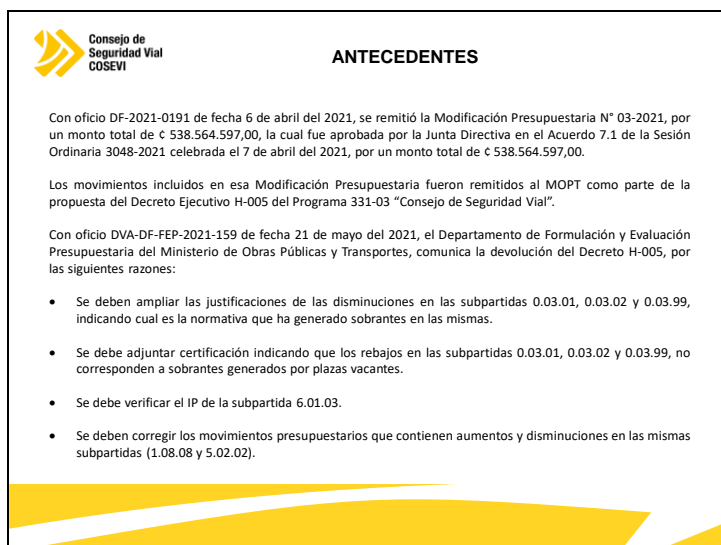 Consejo de
Seguridad Vial
COSEVI
ANTECEDENTES
Con oficio DF-2021-0191 de fecha 6 de abril del 2021, se remitió la Modificación Presupuestaria N° 03-2021, por
un monto total de ¢ 538.564.597,00, la cual fue aprobada por la Junta Directiva en el Acuerdo 7.1 de la Sesión
Ordinaria 3048-2021 celebrada el 7 de abril del 2021, por un monto total de ¢ 538.564.597,00.
Los movimientos incluidos en esa Modificación Presupuestaria fueron remitidos al MOPT como parte de la
propuesta del Decreto Ejecutivo H-005 del Programa 331-03 “Consejo de Seguridad Vial”.
Con oficio DVA-DF-FEP-2021-159 de fecha 21 de mayo del 2021, el Departamento de Formulación y Evaluación
Presupuestaria del Ministerio de Obras Públicas y Transportes, comunica la devolución del Decreto H-005, por
las siguientes razones:
• Se deben ampliar las justificaciones de las disminuciones en las subpartidas 0.03.01, 0.03.02 y 0.03.99,
indicando cual es la normativa que ha generado sobrantes en las mismas.
• Se debe adjuntar certificación indicando que los rebajos en las subpartidas 0.03.01, 0.03.02 y 0.03.99, no
corresponden a sobrantes generados por plazas vacantes.
• Se debe verificar el IP de la subpartida 6.01.03.
• Se deben corregir los movimientos presupuestarios que contienen aumentos y disminuciones en las mismas
subpartidas (1.08.08 y 5.02.02).